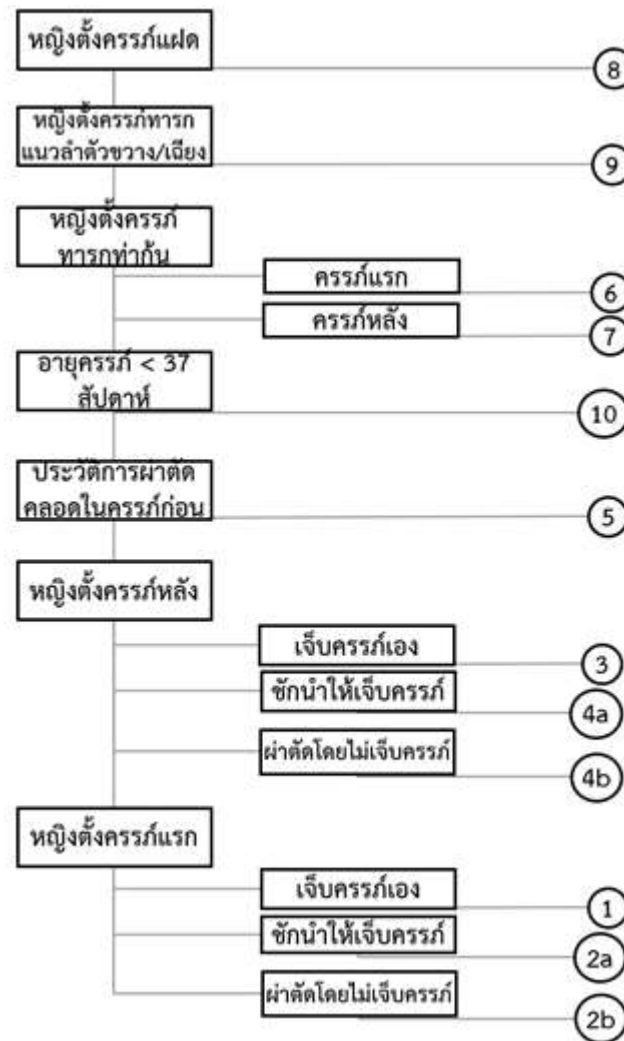 หญิงตั้งครรภ์แฝด
8
หญิงตั้งครรภ์ทารก
แนวลำตัวขวาง/เฉียง
9
หญิงตั้งครรภ์
ทารกท่าก้น
ครรภ์แรก
6
ครรภ์หลัง
7
อายุครรภ์ < 37
สัปดาห์
10
ประวัติการผ่าตัด
คลอดในครรภ์ก่อน
5
หญิงตั้งครรภ์หลัง
เจ็บครรภ์เอง
3
ชักนำให้เจ็บครรภ์
4a
ผ่าตัดโดยไม่เจ็บครรภ์
4b
หญิงตั้งครรภ์แรก
เจ็บครรภ์เอง
1
ชักนำให้เจ็บครรภ์
2a
ผ่าตัดโดยไม่เจ็บครรภ์
2b